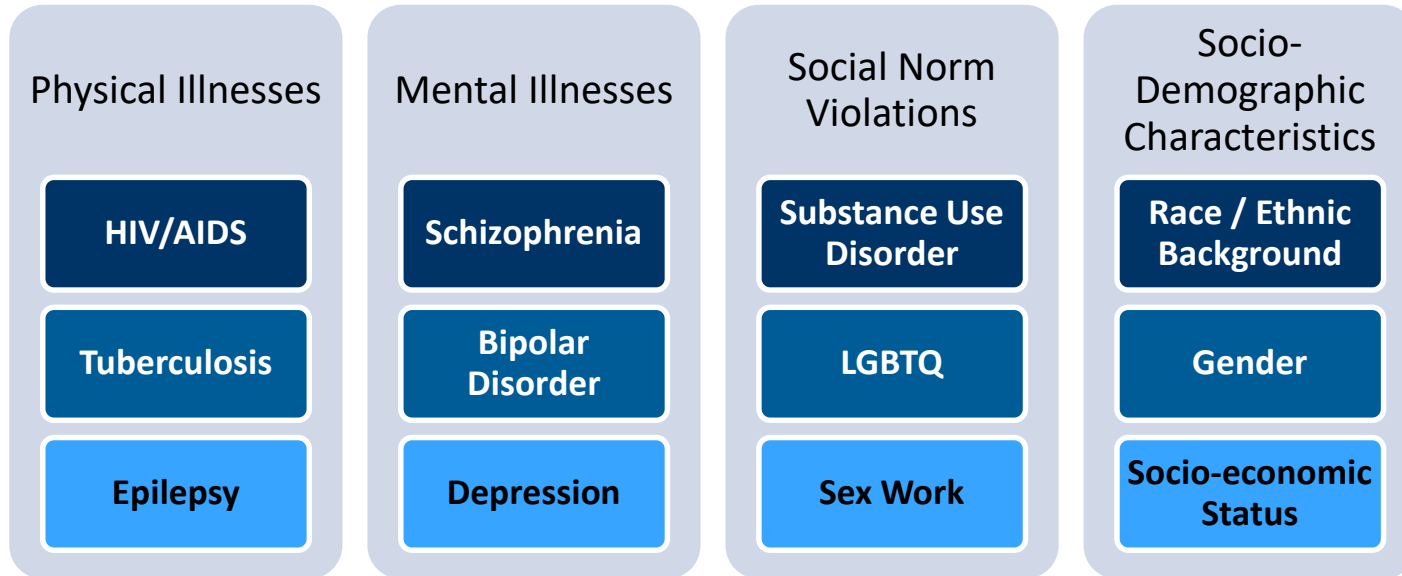 Physical Illnesses
HIV/AIDS
Tuberculosis
Epilepsy
Mental Illnesses
Schizophrenia
Bipolar
Disorder
Depression
Social Norm
Violations
Substance Use
Disorder
LGBTQ
Sex Work
Socio-
Demographic
Characteristics
Race / Ethnic
Background
Gender
Socio-economic
Status